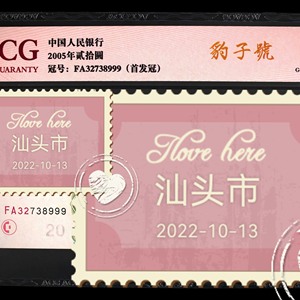 CG
中国人民银行
豹子號
2005年贰拾圆
UARANTY
冠号：FA32738999（首发冠）
G
I love here
汕头市
2022-10-13
I love here
汕头市
2022-10-13
FA32738999
20